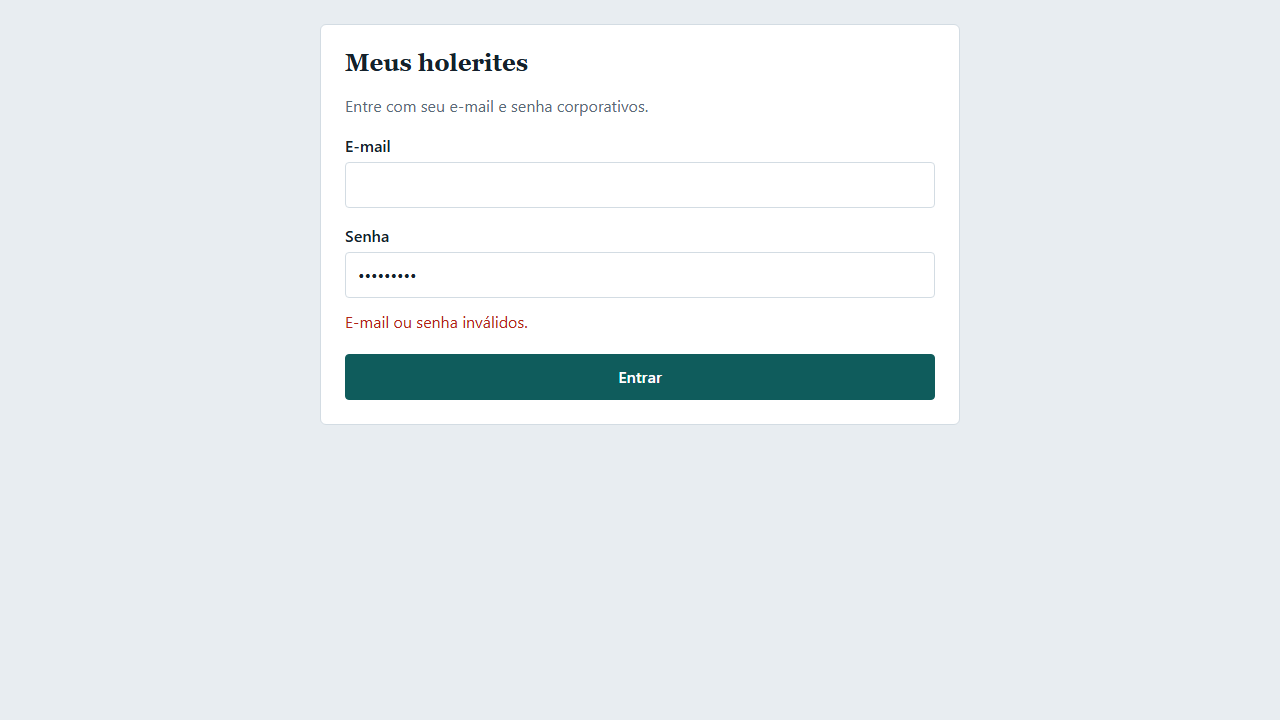 Meus holerites
Entre com seu e-mail e senha corporativos.
E-mail
Senha
•••••••••
E-mail ou senha inválidos.
Entrar